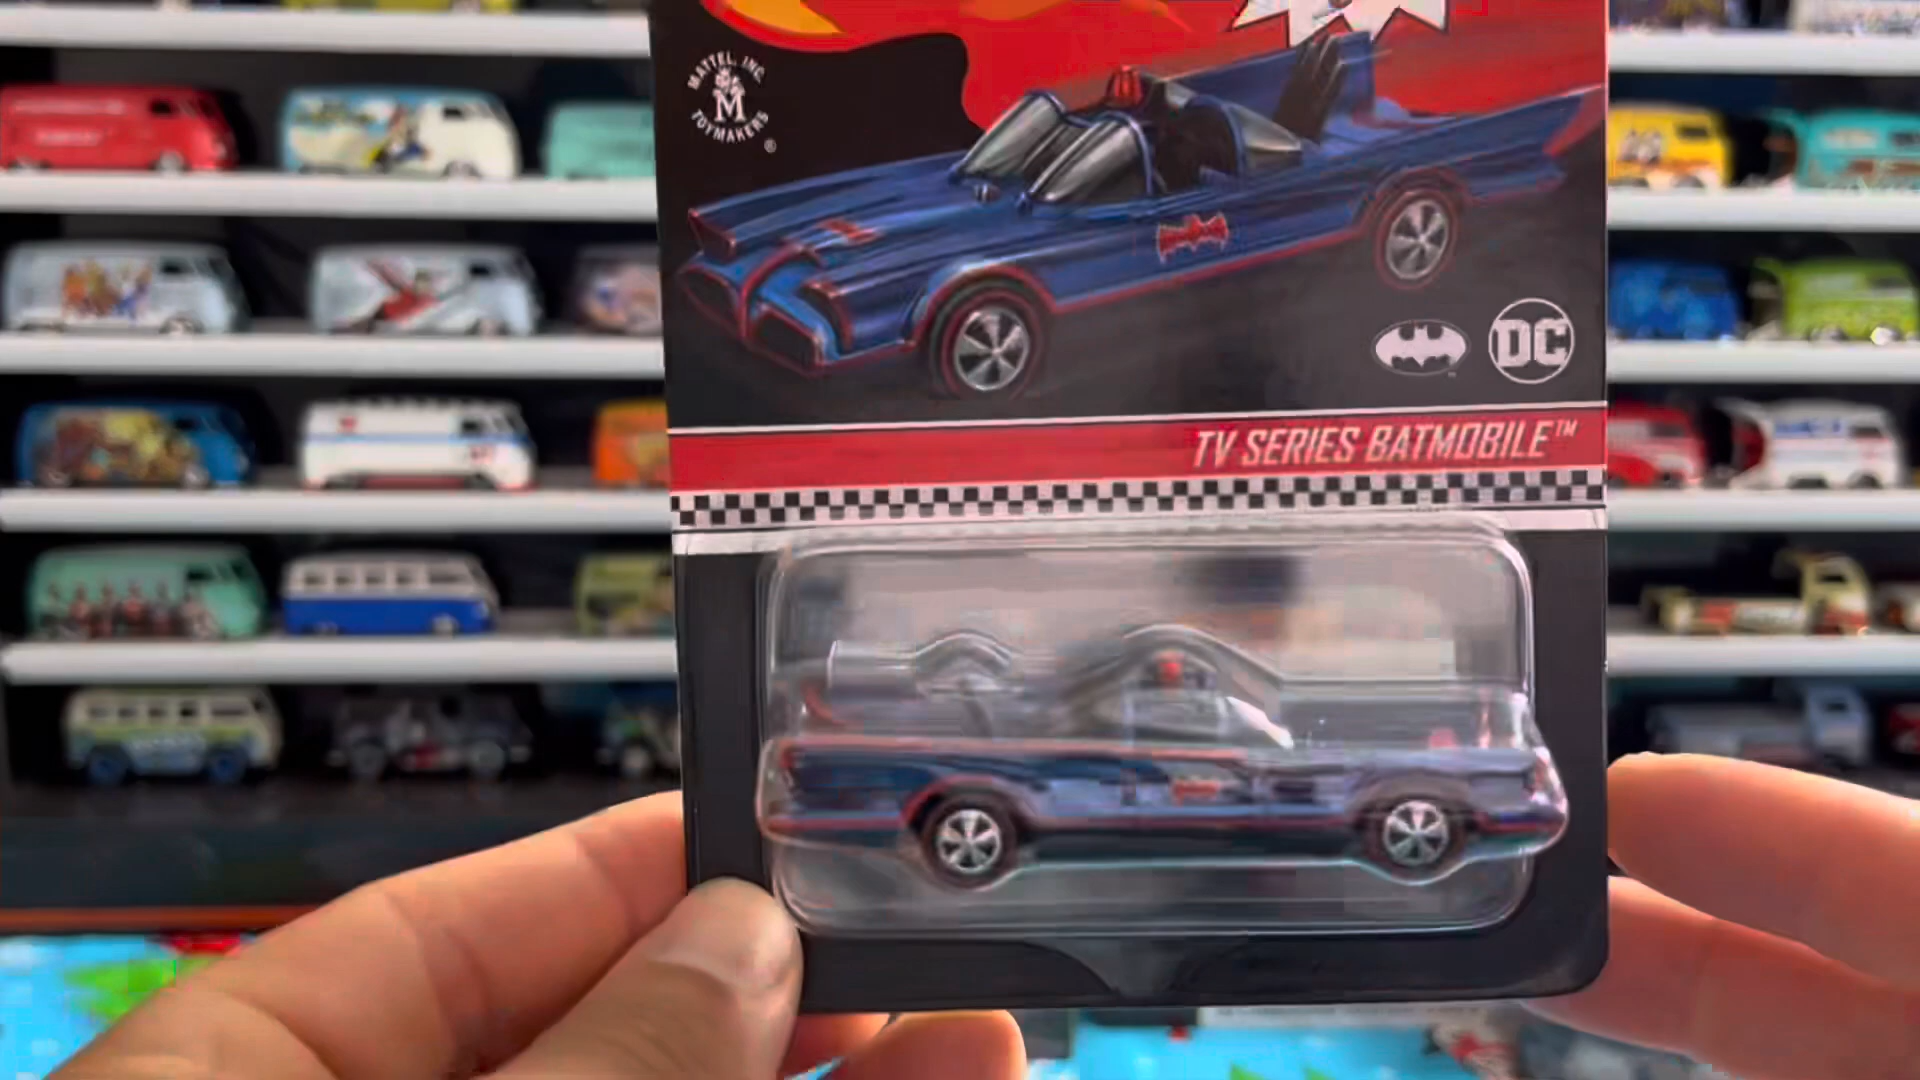 MATTEL, INC.
M
TOYMAKERS
®
DC
TV SERIES BATMOBILE™